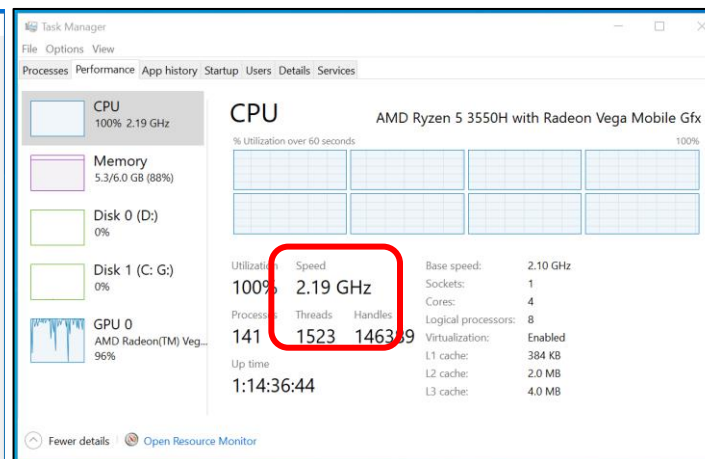 Task Manager
File Options View
Processes Performance App history Startup Users Details Services
CPU
100% 2.19 GHz
Memory
5.3/6.0 GB (88%)
Disk 0 (D:)
0%
Disk 1 (C: G:)
0%
GPU 0
AMD Radeon(TM) Veg...
96%
CPU AMD Ryzen 5 3550H with Radeon Vega Mobile Gfx
% Utilization over 60 seconds 100%
Utilization Speed
100% 2.19 GHz
Processes Threads Handles
141 1523 146389
Up time
1:14:36:44
Base speed: 2.10 GHz
Sockets: 1
Cores: 4
Logical processors: 8
Virtualization: Enabled
L1 cache: 384 KB
L2 cache: 2.0 MB
L3 cache: 4.0 MB
Fewer details Open Resource Monitor